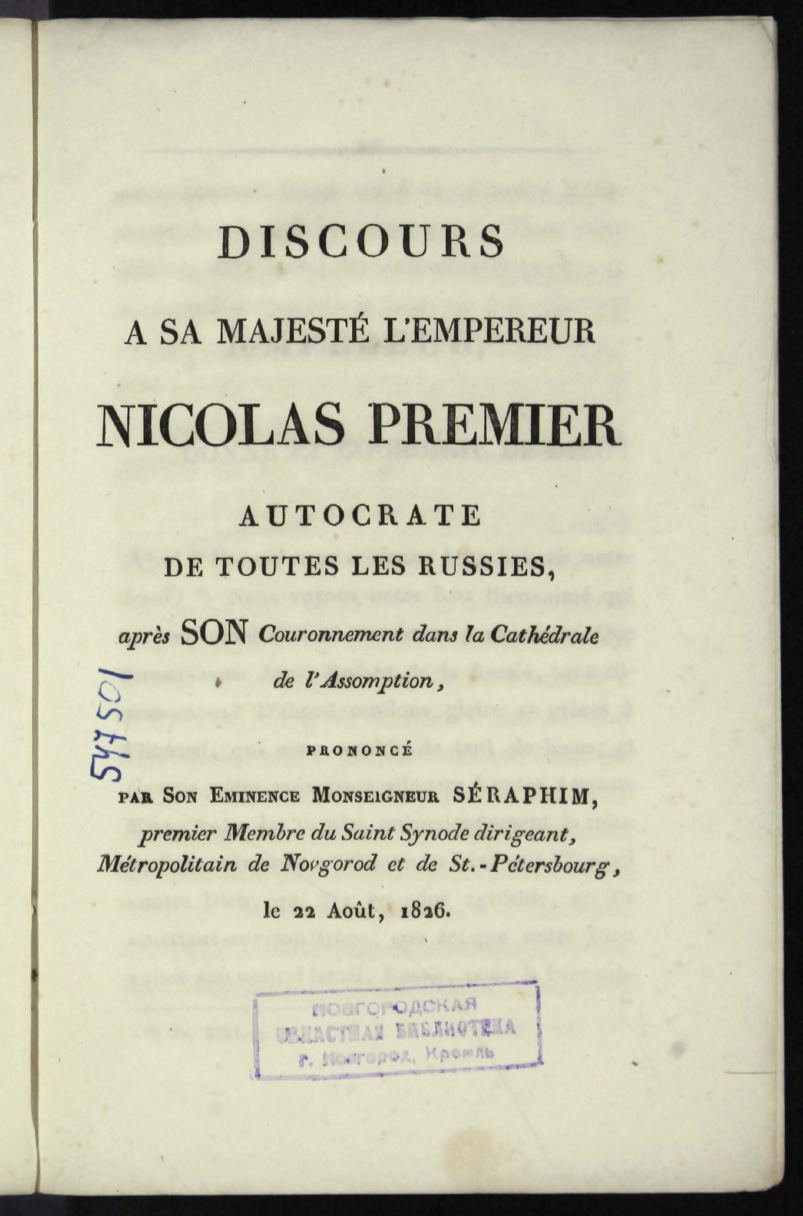 DISCOURS
A SA MAJESTÉ L'EMPEREUR
NICOLAS PREMIER
AUTOCRATE
DE TOUTES LES RUSSIES,
après SON Couronnement dans la Cathédrale
de l'Assomption,
PRONONCÉ
PAR SON EMINENCE MONSEIGNEUR SÉRAPHIM,
premier Membre du Saint Synode dirigeant,
Métropolitain de Novgorod et de St.-Pétersbourg,
le 22 Août, 1826.
547501
НОВГОРОДСКАЯ
ОБЛАСТНАЯ БИБЛИОТЕКА
г. Новгород, Кремль